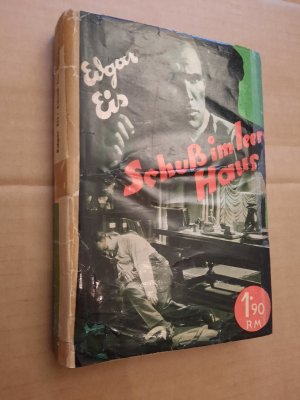 Edgar
Eis
Schuß im leer
Haus
1·90
RM